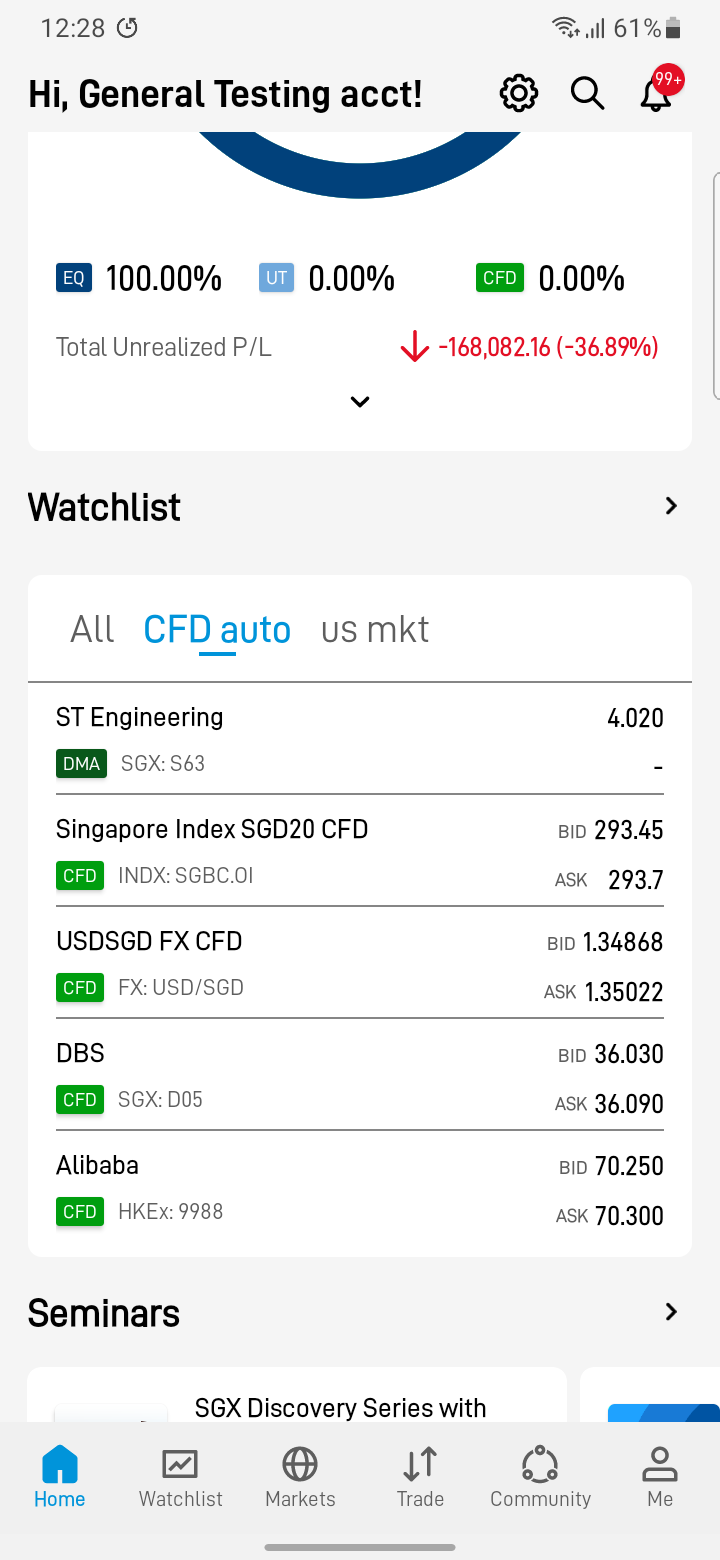 12:28 61%
Hi, General Testing acct! 99+
EQ 100.00% UT 0.00% CFD 0.00%
Total Unrealized P/L -168,082.16 (-36.89%)
Watchlist
All CFD auto us mkt
ST Engineering 4.020
DMA SGX: S63 -
Singapore Index SGD20 CFD BID 293.45
CFD INDX: SGBC.OI ASK 293.7
USDSGD FX CFD BID 1.34868
CFD FX: USD/SGD ASK 1.35022
DBS BID 36.030
CFD SGX: D05 ASK 36.090
Alibaba BID 70.250
CFD HKEx: 9988 ASK 70.300
Seminars
SGX Discovery Series with
Home Watchlist Markets Trade Community Me